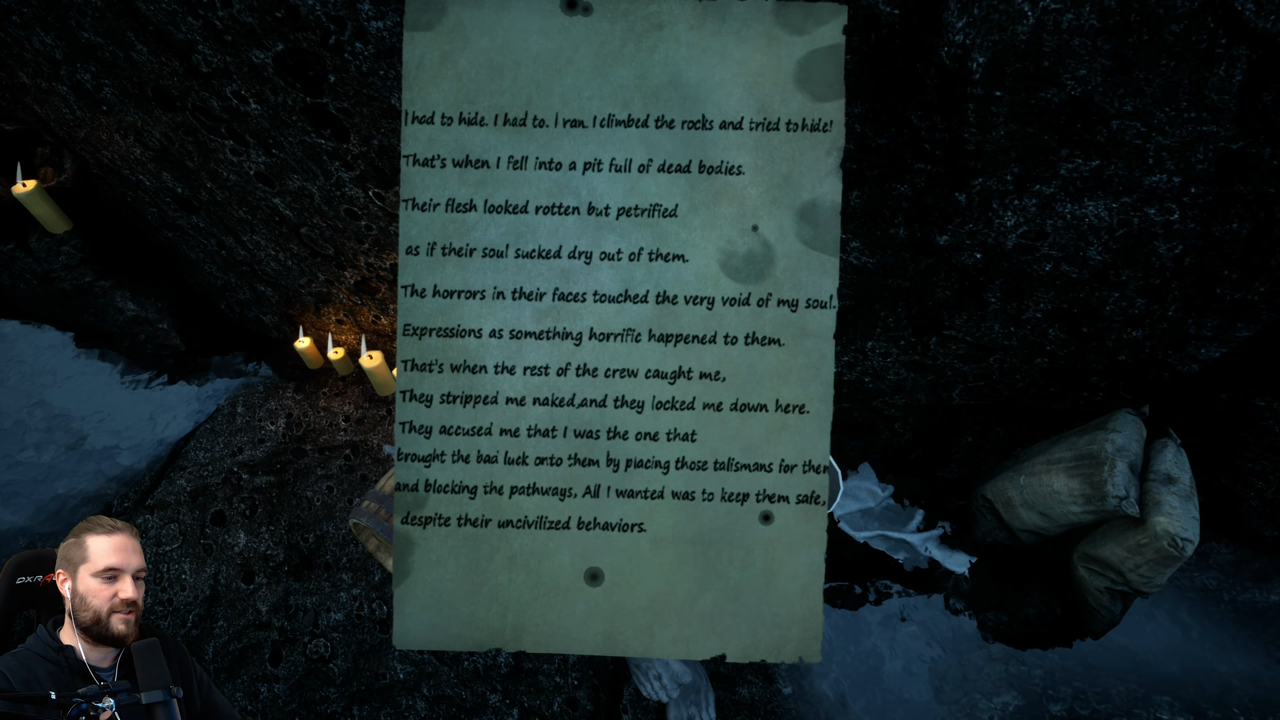 I had to hide. I had to. I ran. I climbed the rocks and tried to hide!
That's when I fell into a pit full of dead bodies.
Their flesh looked rotten but petrified
as if their soul sucked dry out of them.
The horrors in their faces touched the very void of my soul.
Expressions as something horrific happened to them.
That's when the rest of the crew caught me,
They stripped me naked,and they locked me down here.
They accused me that I was the one that
brought the bad luck onto them by placing those talismans for them
and blocking the pathways, All I wanted was to keep them safe,
despite their uncivilized behaviors.